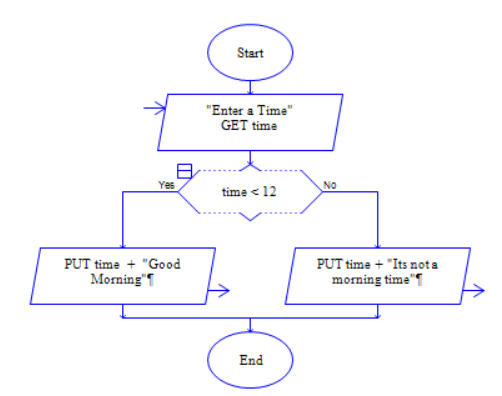 Start
"Enter a Time"
GET time
Yes
time < 12
No
PUT time + "Good
Morning"¶
PUT time + "Its not a
morning time"¶
End